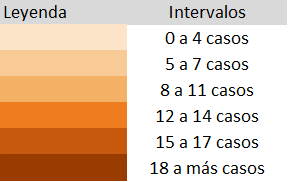 Leyenda Intervalos
0 a 4 casos
5 a 7 casos
8 a 11 casos
12 a 14 casos
15 a 17 casos
18 a más casos